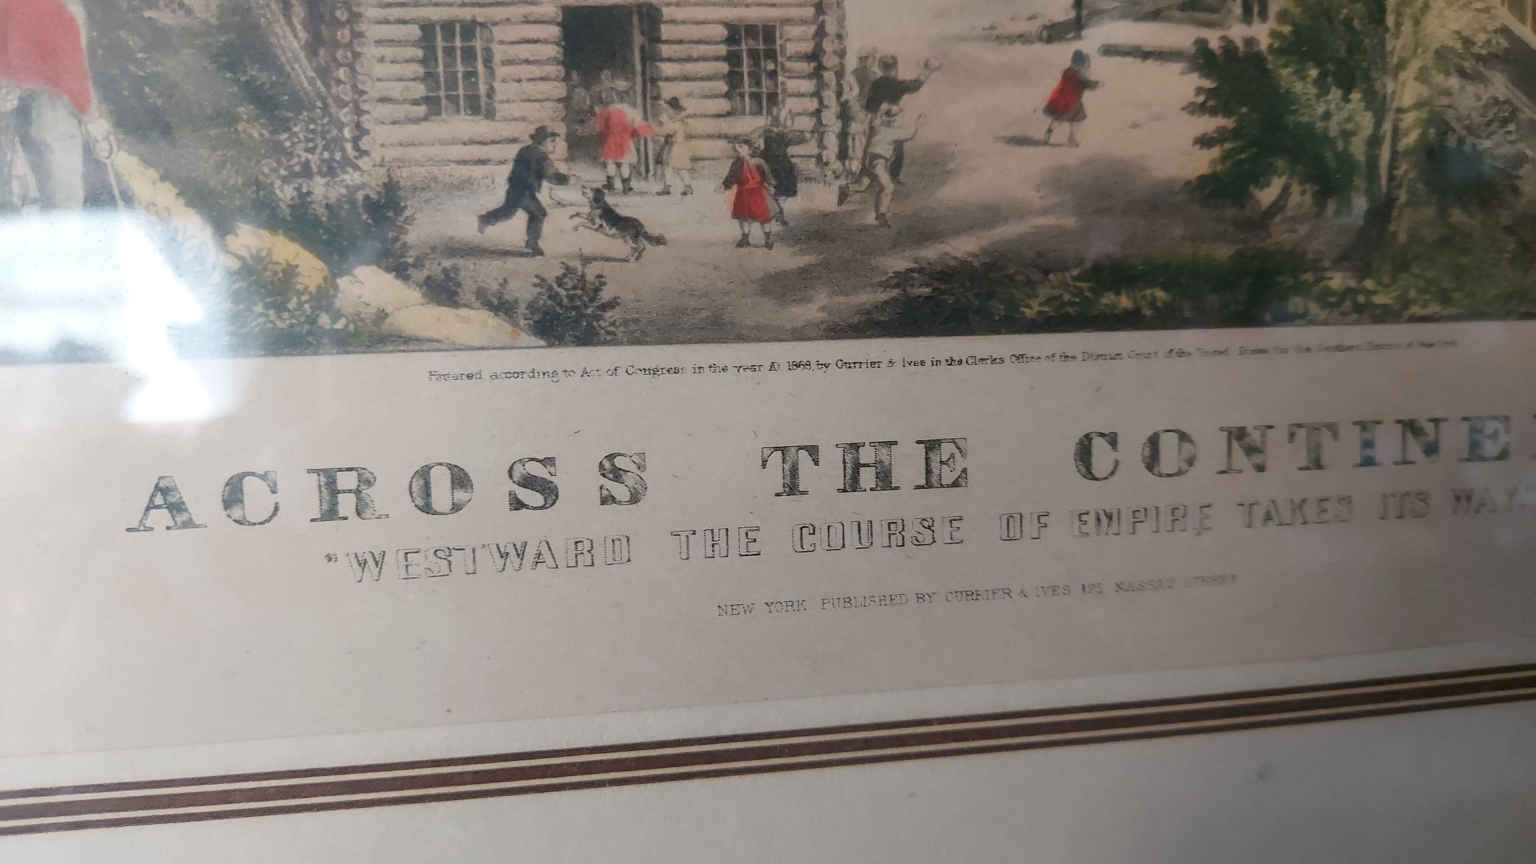 Entered according to Act of Congress in the year AD 1868, by Currier & Ives in the Clerks Office of the District Court of the United States for the Southern District of New York
ACROSS THE CONTINE
"WESTWARD THE COURSE OF EMPIRE TAKES ITS WAY
NEW YORK PUBLISHED BY CURRIER & IVES 125 NASSAU STREET